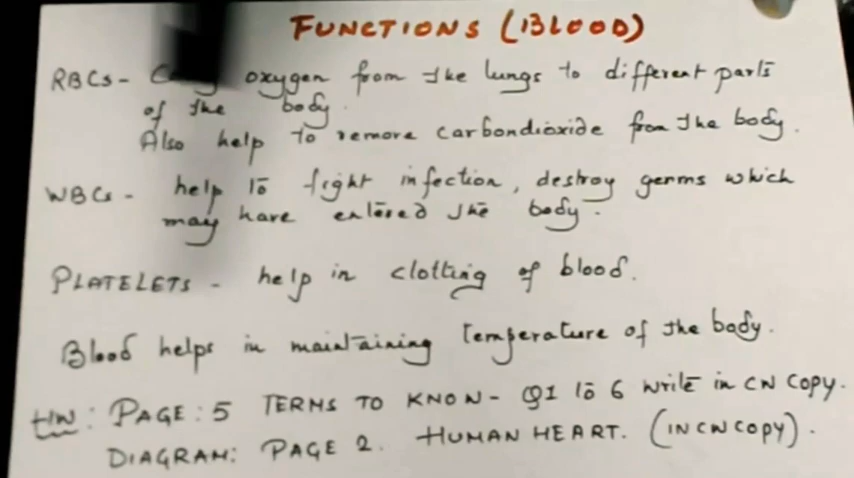 FUNCTIONS (BLOOD)
RBCs - oxygen from the lungs to different parts
of the body.
Also help to remove carbondioxide from the body.
WBCs - help to fight infection, destroy germs which
may have entered the body.
PLATELETS - help in clotting of blood.
Blood helps in maintaining temperature of the body.
HW: PAGE: 5 TERMS TO KNOW - Q1 to 6 write in CW copy.
DIAGRAM: PAGE 2. HUMAN HEART. (IN CW COPY).